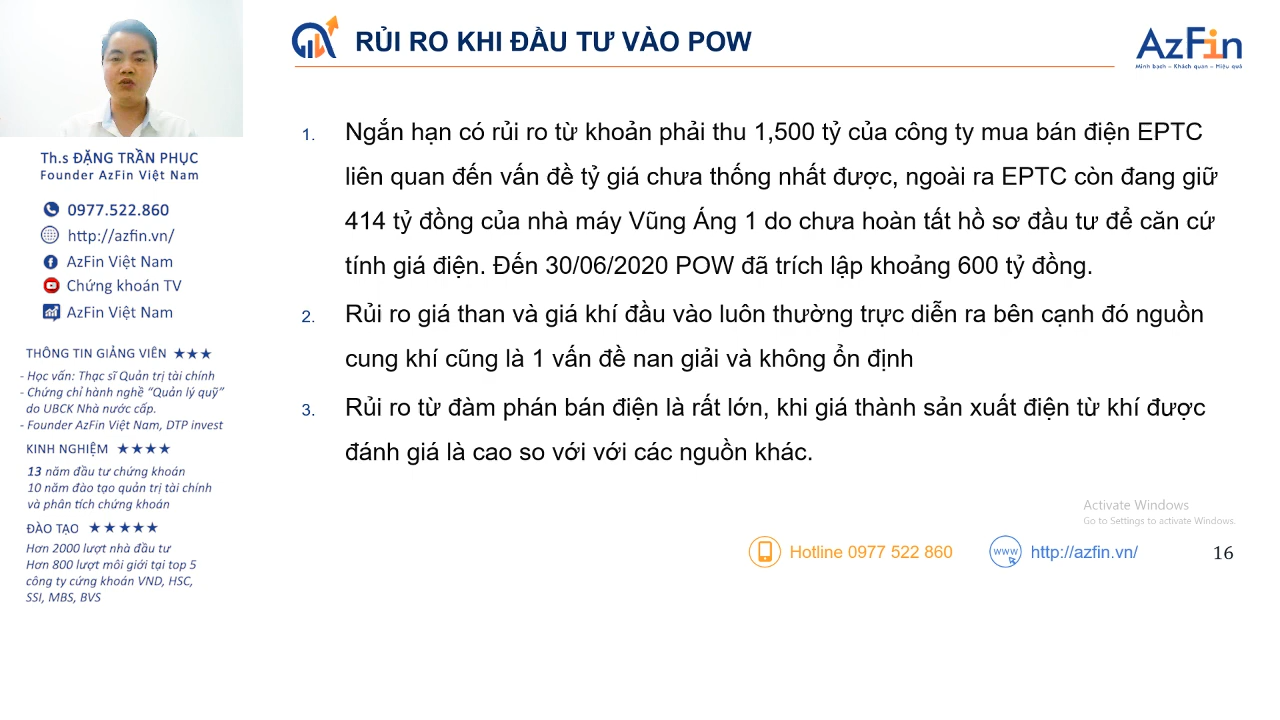 RỦI RO KHI ĐẦU TƯ VÀO POW
AzFin
Minh bạch – Khách quan – Hiệu quả
Th.s ĐẶNG TRẦN PHỤC
Founder AzFin Việt Nam
0977.522.860
http://azfin.vn/
AzFin Việt Nam
Chứng khoán TV
AzFin Việt Nam
THÔNG TIN GIẢNG VIÊN ★★★
- Học vấn: Thạc sĩ Quản trị tài chính
- Chứng chỉ hành nghề “Quản lý quỹ”
do UBCK Nhà nước cấp.
- Founder AzFin Việt Nam, DTP invest
KINH NGHIỆM ★★★★
13 năm đầu tư chứng khoán
10 năm đào tạo quản trị tài chính
và phân tích chứng khoán
ĐÀO TẠO ★★★★★
Hơn 2000 lượt nhà đầu tư
Hơn 800 lượt môi giới tại top 5
công ty cứng khoán VND, HSC,
SSI, MBS, BVS
1. Ngắn hạn có rủi ro từ khoản phải thu 1,500 tỷ của công ty mua bán điện EPTC
liên quan đến vấn đề tỷ giá chưa thống nhất được, ngoài ra EPTC còn đang giữ
414 tỷ đồng của nhà máy Vũng Áng 1 do chưa hoàn tất hồ sơ đầu tư để căn cứ
tính giá điện. Đến 30/06/2020 POW đã trích lập khoảng 600 tỷ đồng.
2. Rủi ro giá than và giá khí đầu vào luôn thường trực diễn ra bên cạnh đó nguồn
cung khí cũng là 1 vấn đề nan giải và không ổn định
3. Rủi ro từ đàm phán bán điện là rất lớn, khi giá thành sản xuất điện từ khí được
đánh giá là cao so với với các nguồn khác.
Activate Windows
Go to Settings to activate Windows.
Hotline 0977 522 860
www
http://azfin.vn/
16